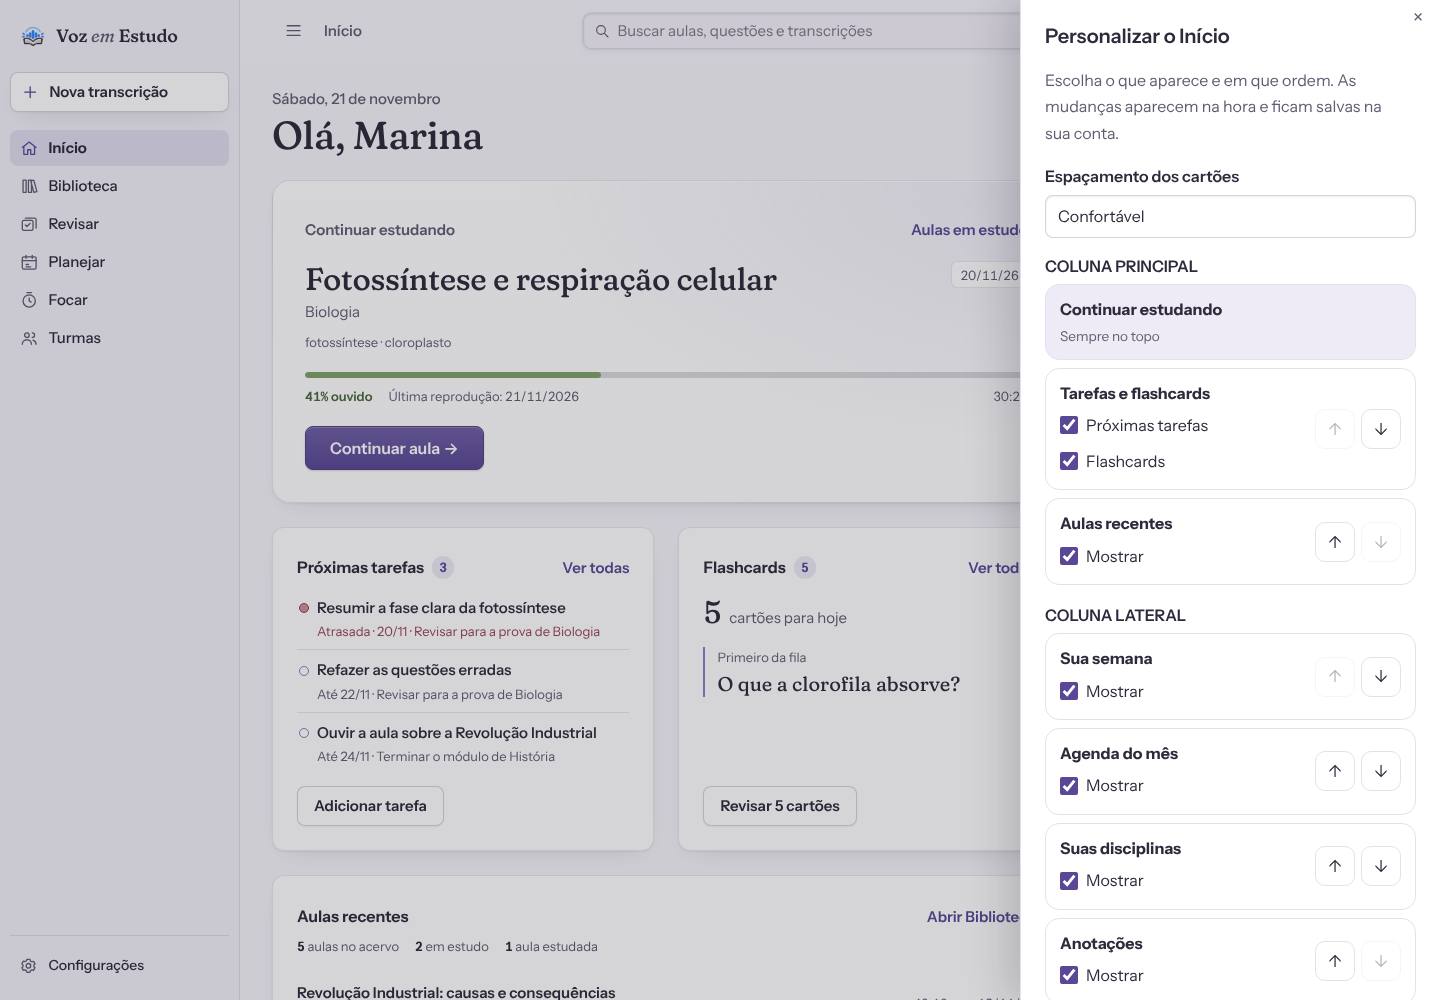 Voz em Estudo
Nova transcrição
Início
Biblioteca
Revisar
Planejar
Focar
Turmas
Configurações
Início
Buscar aulas, questões e transcrições
Sábado, 21 de novembro
Olá, Marina
Continuar estudando
Aulas em estudo
Fotossíntese e respiração celular
20/11/26
Biologia
fotossíntese · cloroplasto
41% ouvido Última reprodução: 21/11/2026
30:2
Continuar aula →
Próximas tarefas 3 Ver todas
Resumir a fase clara da fotossíntese
Atrasada · 20/11 · Revisar para a prova de Biologia
Refazer as questões erradas
Até 22/11 · Revisar para a prova de Biologia
Ouvir a aula sobre a Revolução Industrial
Até 24/11 · Terminar o módulo de História
Adicionar tarefa
Flashcards 5 Ver tod
5 cartões para hoje
Primeiro da fila
O que a clorofila absorve?
Revisar 5 cartões
Aulas recentes
Abrir Bibliote
5 aulas no acervo 2 em estudo 1 aula estudada
Revolução Industrial: causas e consequências
×
Personalizar o Início
Escolha o que aparece e em que ordem. As
mudanças aparecem na hora e ficam salvas na
sua conta.
Espaçamento dos cartões
Confortável
COLUNA PRINCIPAL
Continuar estudando
Sempre no topo
Tarefas e flashcards
Próximas tarefas
Flashcards
Aulas recentes
Mostrar
COLUNA LATERAL
Sua semana
Mostrar
Agenda do mês
Mostrar
Suas disciplinas
Mostrar
Anotações
Mostrar